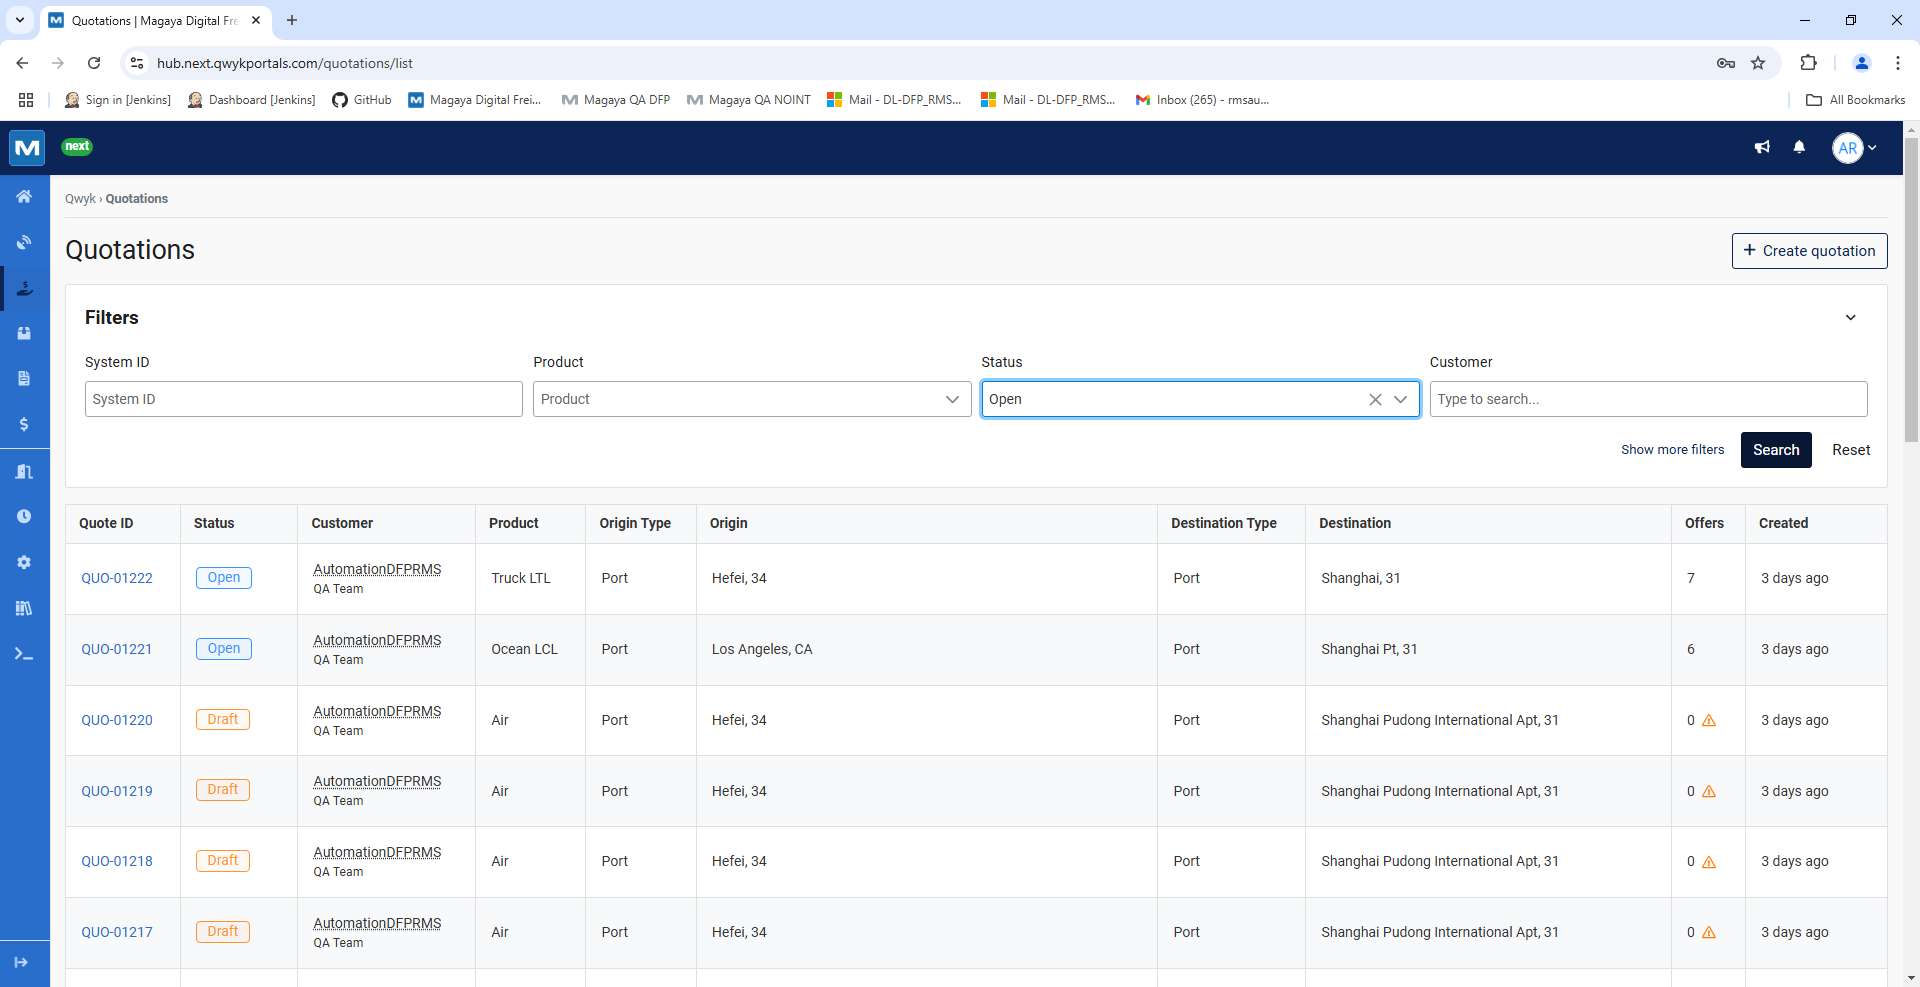 Quotations | Magaya Digital Fre
hub.next.qwykportals.com/quotations/list
Sign in [Jenkins]
Dashboard [Jenkins]
GitHub
Magaya Digital Frei...
Magaya QA DFP
Magaya QA NOINT
Mail - DL-DFP_RMS...
Mail - DL-DFP_RMS...
Inbox (265) - rmsau...
All Bookmarks
next
AR
Qwyk › Quotations
Quotations
+ Create quotation
Filters
System ID
Product
Status
Customer
System ID
Product
Open
Type to search...
Show more filters
Search
Reset
Quote ID Status Customer Product Origin Type Origin Destination Type Destination Offers Created
QUO-01222 Open AutomationDFPRMS Truck LTL Port Hefei, 34 Port Shanghai, 31 7 3 days ago
QA Team
QUO-01221 Open AutomationDFPRMS Ocean LCL Port Los Angeles, CA Port Shanghai Pt, 31 6 3 days ago
QA Team
QUO-01220 Draft AutomationDFPRMS Air Port Hefei, 34 Port Shanghai Pudong International Apt, 31 0 3 days ago
QA Team
QUO-01219 Draft AutomationDFPRMS Air Port Hefei, 34 Port Shanghai Pudong International Apt, 31 0 3 days ago
QA Team
QUO-01218 Draft AutomationDFPRMS Air Port Hefei, 34 Port Shanghai Pudong International Apt, 31 0 3 days ago
QA Team
QUO-01217 Draft AutomationDFPRMS Air Port Hefei, 34 Port Shanghai Pudong International Apt, 31 0 3 days ago
QA Team